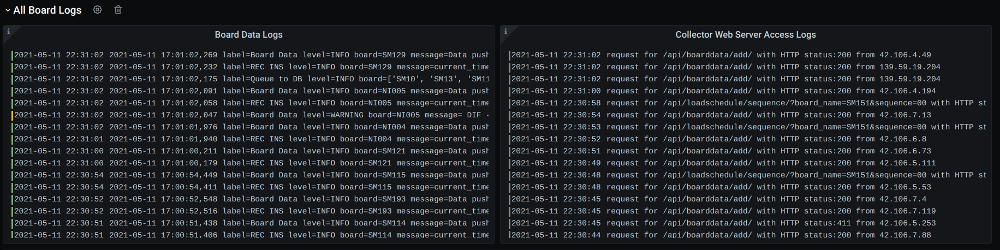 All Board Logs
Board Data Logs
2021-05-11 22:31:02 2021-05-11 17:01:02,269 label=Board Data level=INFO board=SM129 message=Data push
2021-05-11 22:31:02 2021-05-11 17:01:02,232 label=REC INS level=INFO board=SM129 message=current_time
2021-05-11 22:31:02 2021-05-11 17:01:02,175 label=Queue to DB level=INFO board=['SM10', 'SM13', 'SM11
2021-05-11 22:31:02 2021-05-11 17:01:02,091 label=Board Data level=INFO board=NI005 message=Data push
2021-05-11 22:31:02 2021-05-11 17:01:02,058 label=REC INS level=INFO board=NI005 message=current_time
2021-05-11 22:31:02 2021-05-11 17:01:02,047 label=Board Data level=WARNING board=NI005 message= DIF -
2021-05-11 22:31:02 2021-05-11 17:01:01,976 label=Board Data level=INFO board=NI004 message=Data push
2021-05-11 22:31:01 2021-05-11 17:01:01,940 label=REC INS level=INFO board=NI004 message=current_time
2021-05-11 22:31:00 2021-05-11 17:01:00,211 label=Board Data level=INFO board=SM121 message=Data push
2021-05-11 22:31:00 2021-05-11 17:01:00,179 label=REC INS level=INFO board=SM121 message=current_time
2021-05-11 22:30:54 2021-05-11 17:00:54,449 label=Board Data level=INFO board=SM115 message=Data push
2021-05-11 22:30:54 2021-05-11 17:00:54,411 label=REC INS level=INFO board=SM115 message=current_time
2021-05-11 22:30:52 2021-05-11 17:00:52,548 label=Board Data level=INFO board=SM193 message=Data push
2021-05-11 22:30:52 2021-05-11 17:00:52,516 label=REC INS level=INFO board=SM193 message=current_time
2021-05-11 22:30:51 2021-05-11 17:00:51,438 label=Board Data level=INFO board=SM114 message=Data push
2021-05-11 22:30:51 2021-05-11 17:00:51,406 label=REC INS level=INFO board=SM114 message=current_time
Collector Web Server Access Logs
2021-05-11 22:31:02 request for /api/boarddata/add/ with HTTP status:200 from 42.106.4.49
2021-05-11 22:31:02 request for /api/boarddata/add/ with HTTP status:200 from 139.59.19.204
2021-05-11 22:31:02 request for /api/boarddata/add/ with HTTP status:200 from 139.59.19.204
2021-05-11 22:31:00 request for /api/boarddata/add/ with HTTP status:200 from 42.106.4.194
2021-05-11 22:30:58 request for /api/loadschedule/sequence/?board_name=SM151&sequence=00 with HTTP st
2021-05-11 22:30:54 request for /api/boarddata/add/ with HTTP status:200 from 42.106.7.13
2021-05-11 22:30:53 request for /api/loadschedule/sequence/?board_name=SM151&sequence=00 with HTTP st
2021-05-11 22:30:52 request for /api/boarddata/add/ with HTTP status:200 from 42.106.6.8
2021-05-11 22:30:51 request for /api/boarddata/add/ with HTTP status:200 from 42.106.6.73
2021-05-11 22:30:49 request for /api/boarddata/add/ with HTTP status:200 from 42.106.5.111
2021-05-11 22:30:48 request for /api/loadschedule/sequence/?board_name=SM151&sequence=00 with HTTP st
2021-05-11 22:30:48 request for /api/boarddata/add/ with HTTP status:200 from 42.106.5.53
2021-05-11 22:30:45 request for /api/boarddata/add/ with HTTP status:200 from 42.106.7.4
2021-05-11 22:30:45 request for /api/boarddata/add/ with HTTP status:200 from 42.106.7.119
2021-05-11 22:30:45 request for /api/boarddata/add/ with HTTP status:411 from 42.106.5.253
2021-05-11 22:30:44 request for /api/boarddata/add/ with HTTP status:200 from 42.106.7.88